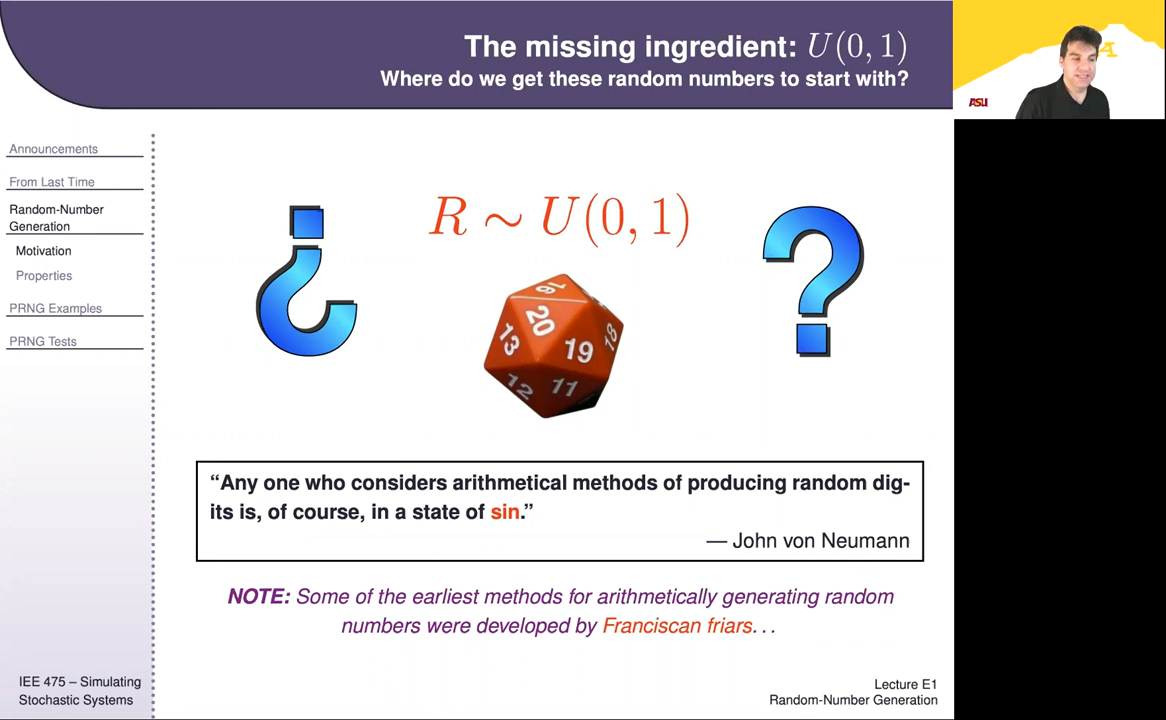 The missing ingredient: U(0, 1)
Where do we get these random numbers to start with?
ASU
Announcements
From Last Time
Random-Number
Generation
Motivation
Properties
PRNG Examples
PRNG Tests
R ∼ U(0, 1)
¿
?
16
20
13
19
18
12
11
“Any one who considers arithmetical methods of producing random dig-
its is, of course, in a state of sin.”
— John von Neumann
NOTE: Some of the earliest methods for arithmetically generating random
numbers were developed by Franciscan friars. . .
IEE 475 – Simulating
Stochastic Systems
Lecture E1
Random-Number Generation